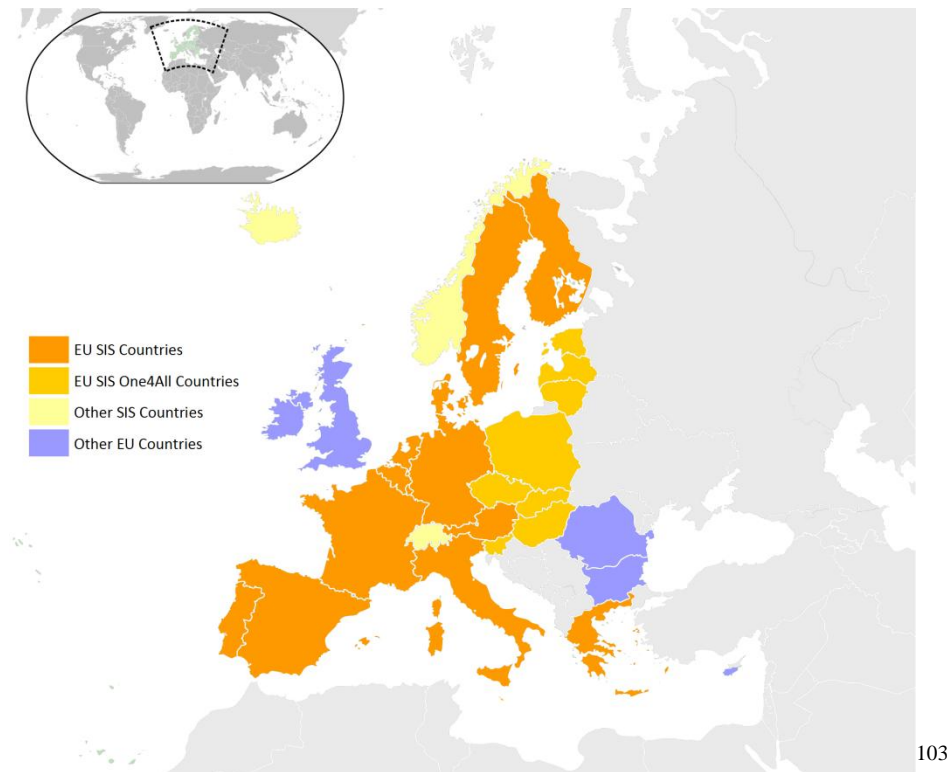 EU SIS Countries
EU SIS One4All Countries
Other SIS Countries
Other EU Countries
103